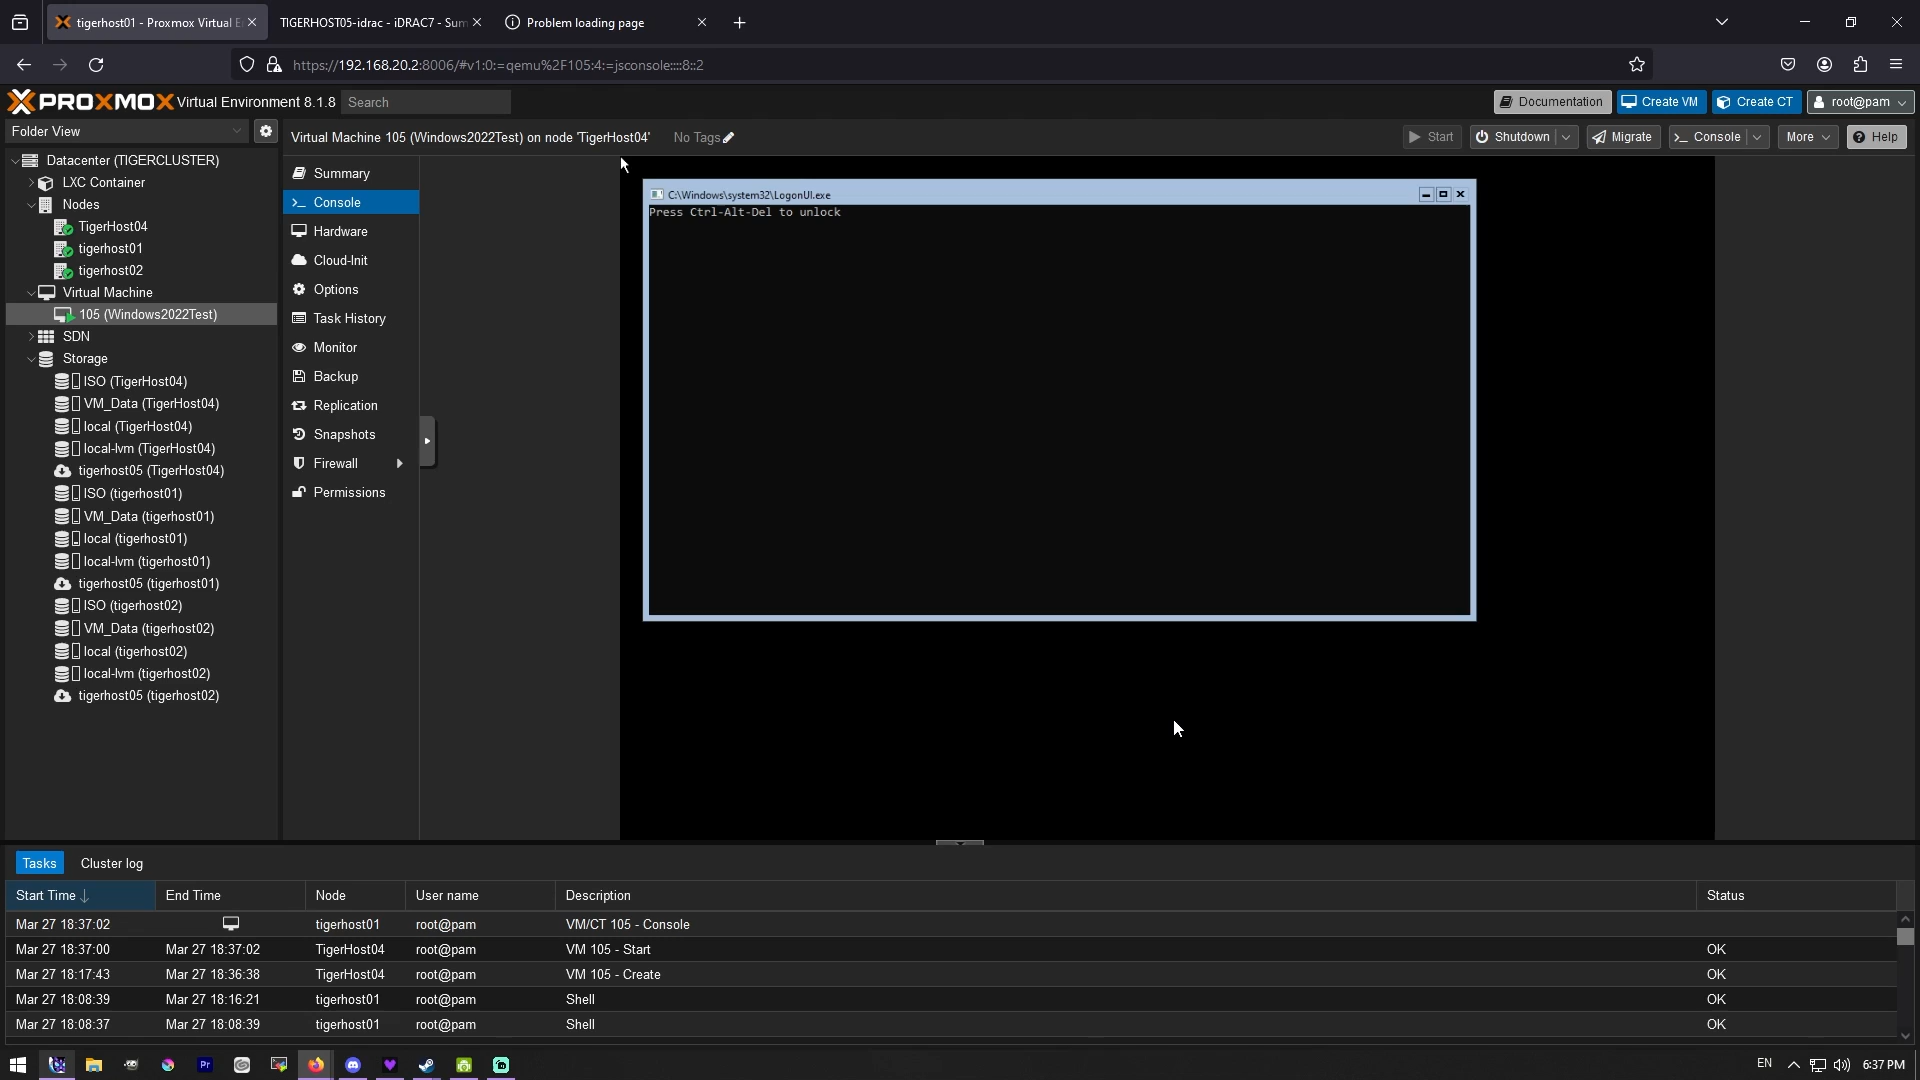 tigerhost01 - Proxmox Virtual E
TIGERHOST05-idrac - iDRAC7 - Sum
Problem loading page
https://192.168.20.2:8006/#v1:0:=qemu%2F105:4:=jsconsole::::8::2
PROXMOX Virtual Environment 8.1.8
Search
Documentation
Create VM
Create CT
root@pam
Folder View
Virtual Machine 105 (Windows2022Test) on node 'TigerHost04'
No Tags
Start
Shutdown
Migrate
Console
More
Help
Datacenter (TIGERCLUSTER)
LXC Container
Nodes
TigerHost04
tigerhost01
tigerhost02
Virtual Machine
105 (Windows2022Test)
SDN
Storage
ISO (TigerHost04)
VM_Data (TigerHost04)
local (TigerHost04)
local-lvm (TigerHost04)
tigerhost05 (TigerHost04)
ISO (tigerhost01)
VM_Data (tigerhost01)
local (tigerhost01)
local-lvm (tigerhost01)
tigerhost05 (tigerhost01)
ISO (tigerhost02)
VM_Data (tigerhost02)
local (tigerhost02)
local-lvm (tigerhost02)
tigerhost05 (tigerhost02)
Summary
Console
Hardware
Cloud-Init
Options
Task History
Monitor
Backup
Replication
Snapshots
Firewall
Permissions
C:\Windows\system32\LogonUI.exe
Press Ctrl-Alt-Del to unlock
Tasks
Cluster log
Start Time End Time Node User name Description Status
Mar 27 18:37:02 tigerhost01 root@pam VM/CT 105 - Console
Mar 27 18:37:00 Mar 27 18:37:02 TigerHost04 root@pam VM 105 - Start OK
Mar 27 18:17:43 Mar 27 18:36:38 TigerHost04 root@pam VM 105 - Create OK
Mar 27 18:08:39 Mar 27 18:16:21 tigerhost01 root@pam Shell OK
Mar 27 18:08:37 Mar 27 18:08:39 tigerhost01 root@pam Shell OK
Pr
EN
6:37 PM